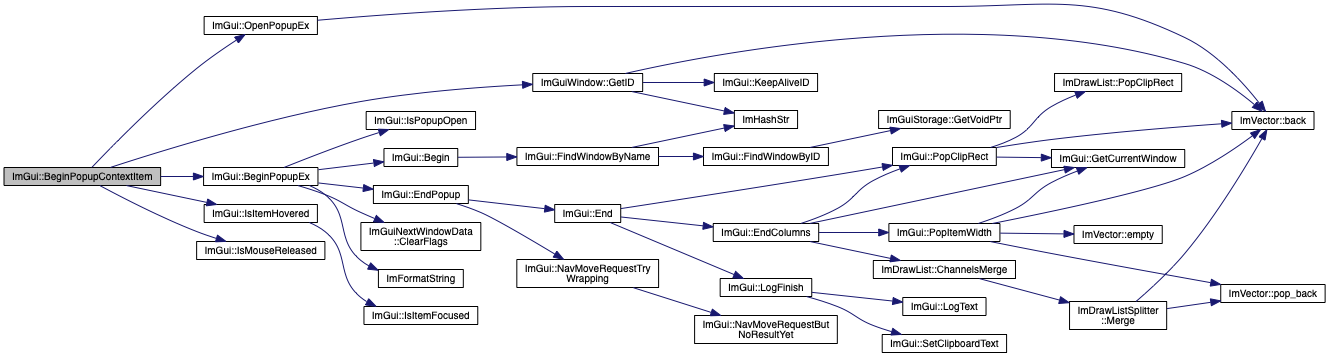 ImGui::OpenPopupEx
ImGuiWindow::GetID
ImGui::KeepAliveID
ImDrawList::PopClipRect
ImGui::IsPopupOpen
ImHashStr
ImGuiStorage::GetVoidPtr
ImVector::back
ImGui::Begin
ImGui::FindWindowByName
ImGui::FindWindowByID
ImGui::PopClipRect
ImGui::GetCurrentWindow
ImGui::BeginPopupContextItem
ImGui::BeginPopupEx
ImGui::EndPopup
ImGui::IsItemHovered
ImGui::End
ImGuiNextWindowData
::ClearFlags
ImGui::EndColumns
ImGui::PopItemWidth
ImVector::empty
ImGui::IsMouseReleased
ImFormatString
ImGui::NavMoveRequestTry
Wrapping
ImDrawList::ChannelsMerge
ImGui::LogFinish
ImVector::pop_back
ImGui::IsItemFocused
ImGui::LogText
ImDrawListSplitter
::Merge
ImGui::NavMoveRequestBut
NoResultYet
ImGui::SetClipboardText